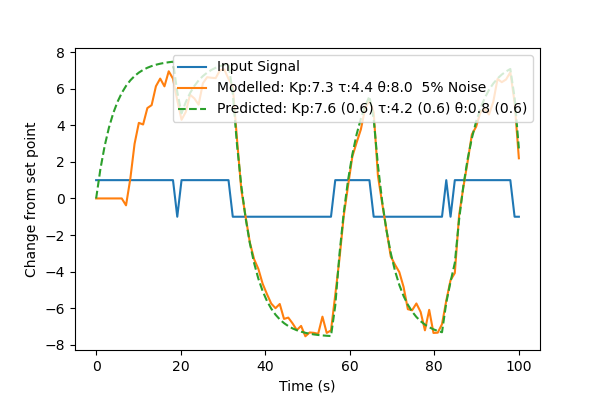 8
6
4
2
0
−2
−4
−6
−8
Change from set point
Input Signal
Modelled: Kp:7.3 τ:4.4 θ:8.0  5% Noise
Predicted: Kp:7.6 (0.6) τ:4.2 (0.6) θ:0.8 (0.6)
0 20 40 60 80 100
Time (s)